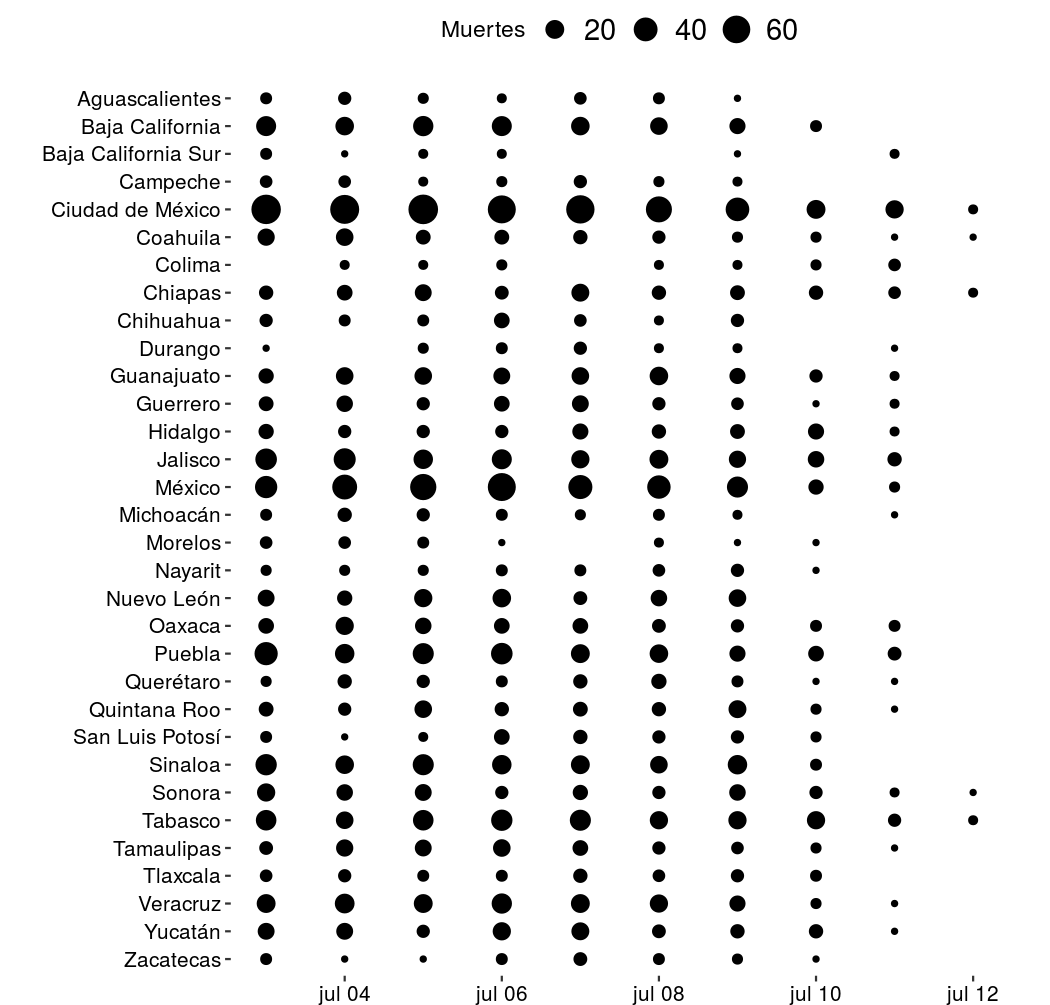 Muertes 20 40 60
Aguascalientes
Baja California
Baja California Sur
Campeche
Ciudad de México
Coahuila
Colima
Chiapas
Chihuahua
Durango
Guanajuato
Guerrero
Hidalgo
Jalisco
México
Michoacán
Morelos
Nayarit
Nuevo León
Oaxaca
Puebla
Querétaro
Quintana Roo
San Luis Potosí
Sinaloa
Sonora
Tabasco
Tamaulipas
Tlaxcala
Veracruz
Yucatán
Zacatecas
jul 04 jul 06 jul 08 jul 10 jul 12